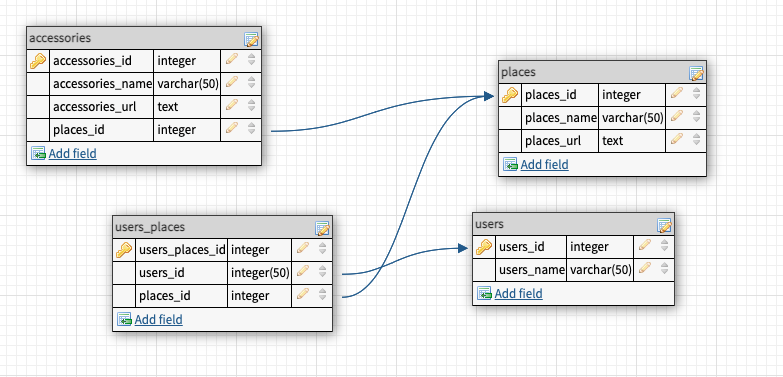 accessories
accessories_id integer
accessories_name varchar(50)
accessories_url text
places_id integer
Add field
places
places_id integer
places_name varchar(50)
places_url text
Add field
users_places
users_places_id integer
users_id integer(50)
places_id integer
Add field
users
users_id integer
users_name varchar(50)
Add field